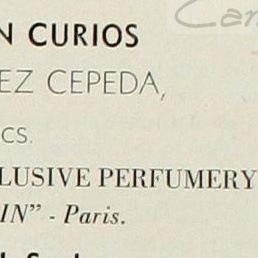 N CURIOS
EZ CEPEDA,
CS.
LUSIVE PERFUMERY
IN” - Paris.